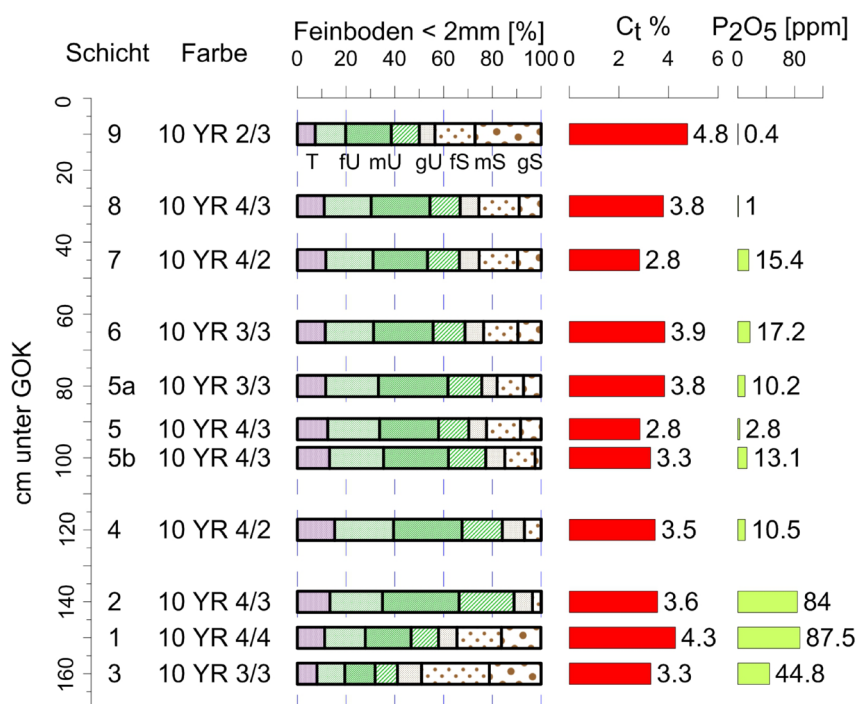 Schicht Farbe Feinboden < 2mm [%] Ct % P2O5 [ppm]
0 20 40 60 80 100 0 2 4 6 0 80
0
9 10 YR 2/3 4.8 0.4
T fU mU gU fS mS gS
20
8 10 YR 4/3 3.8 1
40
7 10 YR 4/2 2.8 15.4
60
6 10 YR 3/3 3.9 17.2
80
5a 10 YR 3/3 3.8 10.2
5 10 YR 4/3 2.8 2.8
100
5b 10 YR 4/3 3.3 13.1
120
4 10 YR 4/2 3.5 10.5
140
2 10 YR 4/3 3.6 84
1 10 YR 4/4 4.3 87.5
160
3 10 YR 3/3 3.3 44.8
cm unter GOK